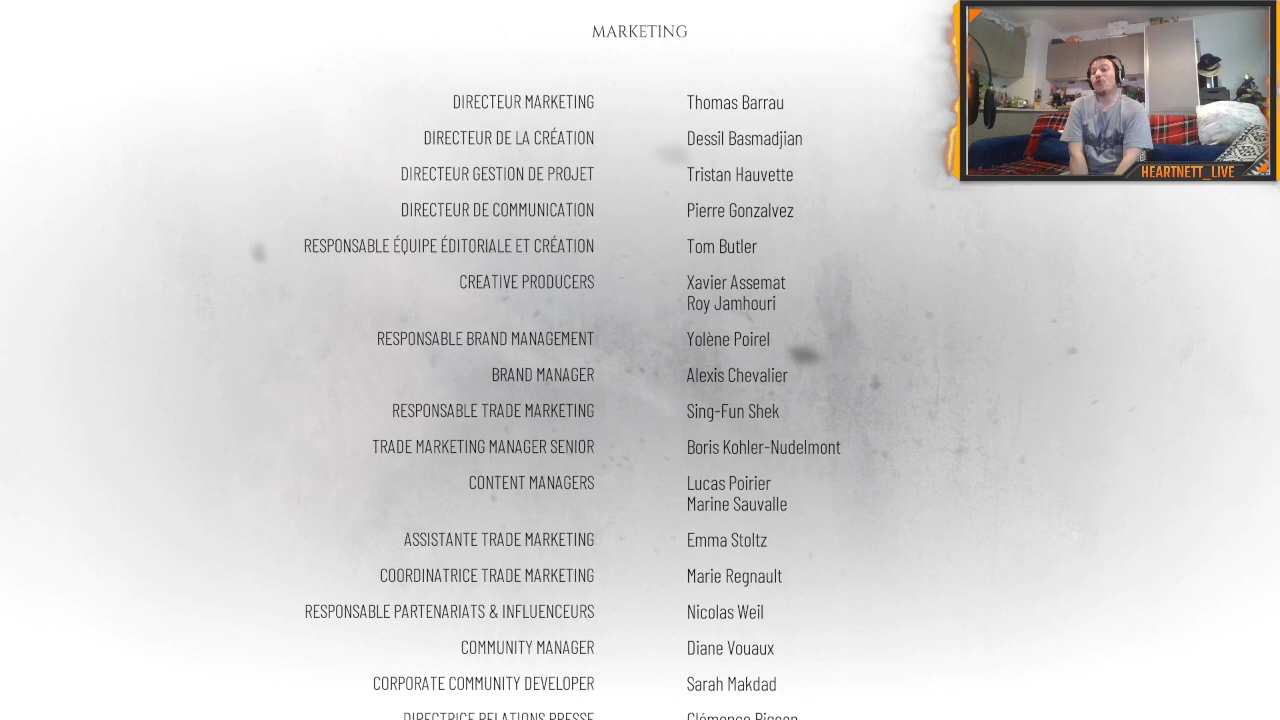 MARKETING
DIRECTEUR MARKETING Thomas Barrau
DIRECTEUR DE LA CRÉATION Dessil Basmadjian
DIRECTEUR GESTION DE PROJET Tristan Hauvette
DIRECTEUR DE COMMUNICATION Pierre Gonzalvez
RESPONSABLE ÉQUIPE ÉDITORIALE ET CRÉATION Tom Butler
CREATIVE PRODUCERS Xavier Assemat
Roy Jamhouri
RESPONSABLE BRAND MANAGEMENT Yolène Poirel
BRAND MANAGER Alexis Chevalier
RESPONSABLE TRADE MARKETING Sing-Fun Shek
TRADE MARKETING MANAGER SENIOR Boris Kohler-Nudelmont
CONTENT MANAGERS Lucas Poirier
Marine Sauvalle
ASSISTANTE TRADE MARKETING Emma Stoltz
COORDINATRICE TRADE MARKETING Marie Regnault
RESPONSABLE PARTENARIATS & INFLUENCEURS Nicolas Weil
COMMUNITY MANAGER Diane Vouaux
CORPORATE COMMUNITY DEVELOPER Sarah Makdad
DIRECTRICE RELATIONS PRESSE Clémence
HEARTNETT_LIVE